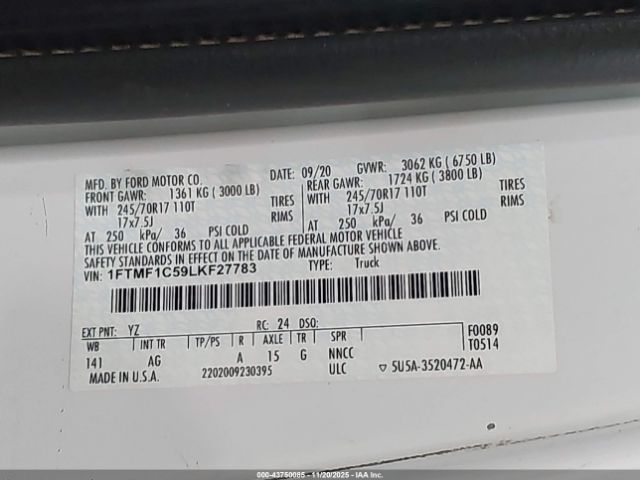 MFD. BY FORD MOTOR CO.
DATE: 09/20 GVWR: 3062 KG (6750 LB)
FRONT GAWR: 1361 KG (3000 LB) REAR GAWR: 1724 KG (3800 LB)
WITH 245/70R17 110T TIRES WITH 245/70R17 110T TIRES
17x7.5J RIMS 17x7.5J RIMS
AT 250 kPa/ 36 PSI COLD AT 250 kPa/ 36 PSI COLD
THIS VEHICLE CONFORMS TO ALL APPLICABLE FEDERAL MOTOR VEHICLE
SAFETY STANDARDS IN EFFECT ON THE DATE OF MANUFACTURE SHOWN ABOVE.
VIN: 1FTMF1C59LKF27783 TYPE: Truck
EXT PNT: YZ RC: 24 DSO: F0089
WB INT TR TP/PS R AXLE TR SPR T0514
141 AG A 15 G NNCC
MADE IN U.S.A. 2202009230395 ULC ▽ 5U5A-3520472-AA
000-43750085 - 11/20/2025 - IAAI.COM